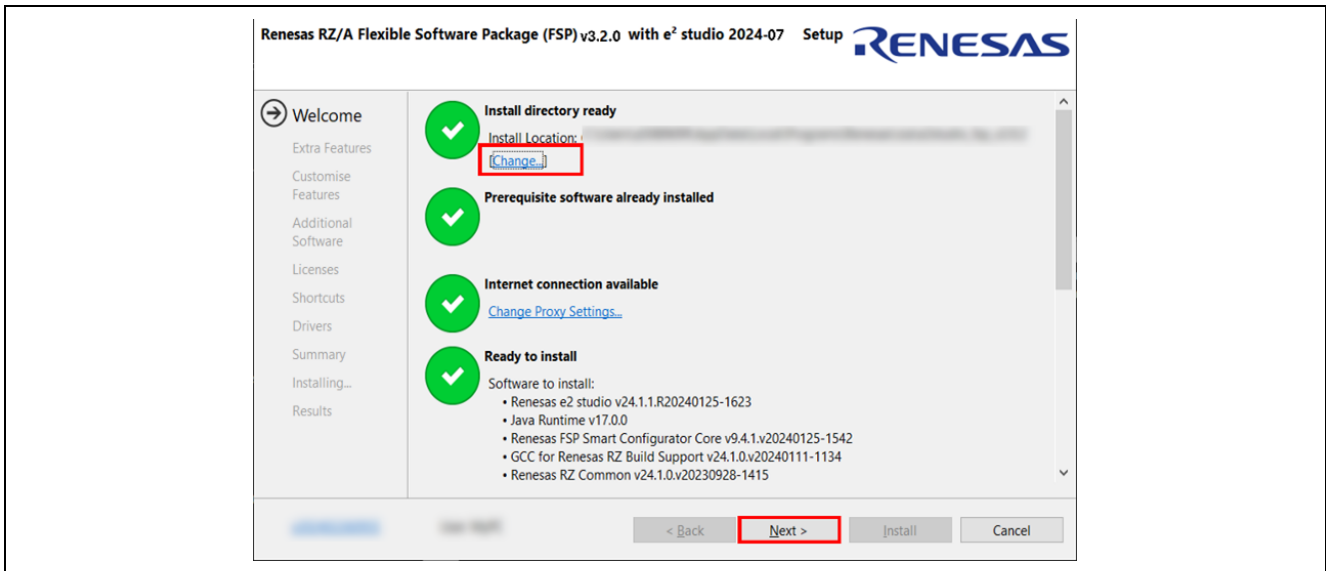 Renesas RZ/A Flexible Software Package (FSP) v3.2.0 with e² studio 2024-07 Setup
RENESAS
Welcome
Extra Features
Customise
Features
Additional
Software
Licenses
Shortcuts
Drivers
Summary
Installing...
Results
Install directory ready
Install Location:
[Change...]
Prerequisite software already installed
Internet connection available
Change Proxy Settings...
Ready to install
Software to install:
• Renesas e2 studio v24.1.1.R20240125-1623
• Java Runtime v17.0.0
• Renesas FSP Smart Configurator Core v9.4.1.v20240125-1542
• GCC for Renesas RZ Build Support v24.1.0.v20240111-1134
• Renesas RZ Common v24.1.0.v20230928-1415
< Back
Next >
Install
Cancel